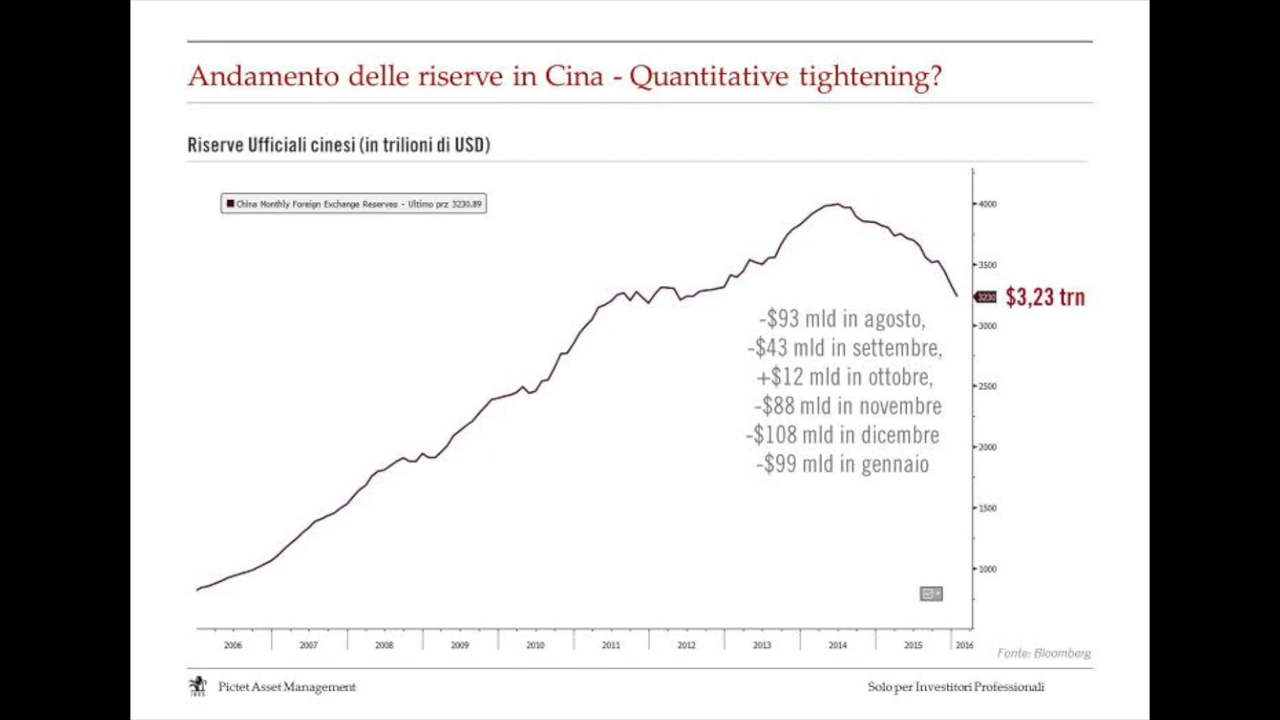 Andamento delle riserve in Cina - Quantitative tightening?
Riserve Ufficiali cinesi (in trilioni di USD)
China Monthly Foreign Exchange Reserves - Ultimo prz 3230.89
4000
3500
3230
$3,23 trn
3000
2500
2000
1500
1000
-$93 mld in agosto,
-$43 mld in settembre,
+$12 mld in ottobre,
-$88 mld in novembre
-$108 mld in dicembre
-$99 mld in gennaio
2006 2007 2008 2009 2010 2011 2012 2013 2014 2015 2016
Fonte: Bloomberg
Pictet Asset Management
Solo per Investitori Professionali